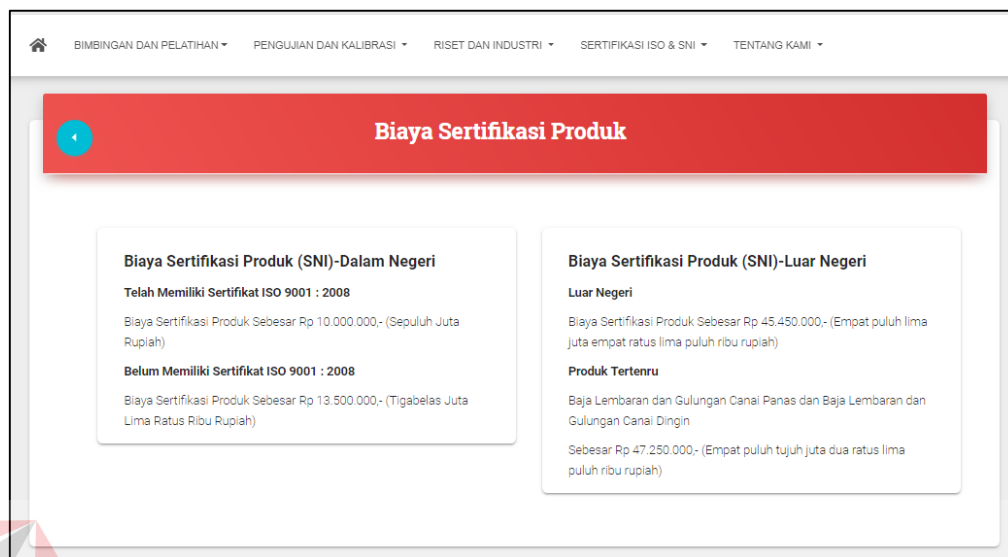 BIMBINGAN DAN PELATIHAN
PENGUJIAN DAN KALIBRASI
RISET DAN INDUSTRI
SERTIFIKASI ISO & SNI
TENTANG KAMI
Biaya Sertifikasi Produk
Biaya Sertifikasi Produk (SNI)-Dalam Negeri
Telah Memiliki Sertifikat ISO 9001 : 2008
Biaya Sertifikasi Produk Sebesar Rp 10.000.000,- (Sepuluh Juta
Rupiah)
Belum Memiliki Sertifikat ISO 9001 : 2008
Biaya Sertifikasi Produk Sebesar Rp 13.500.000,- (Tigabelas Juta
Lima Ratus Ribu Rupiah)
Biaya Sertifikasi Produk (SNI)-Luar Negeri
Luar Negeri
Biaya Sertifikasi Produk Sebesar Rp 45.450.000,- (Empat puluh lima
juta empat ratus lima puluh ribu rupiah)
Produk Tertenru
Baja Lembaran dan Gulungan Canai Panas dan Baja Lembaran dan
Gulungan Canai Dingin
Sebesar Rp 47.250.000,- (Empat puluh tujuh juta dua ratus lima
puluh ribu rupiah)